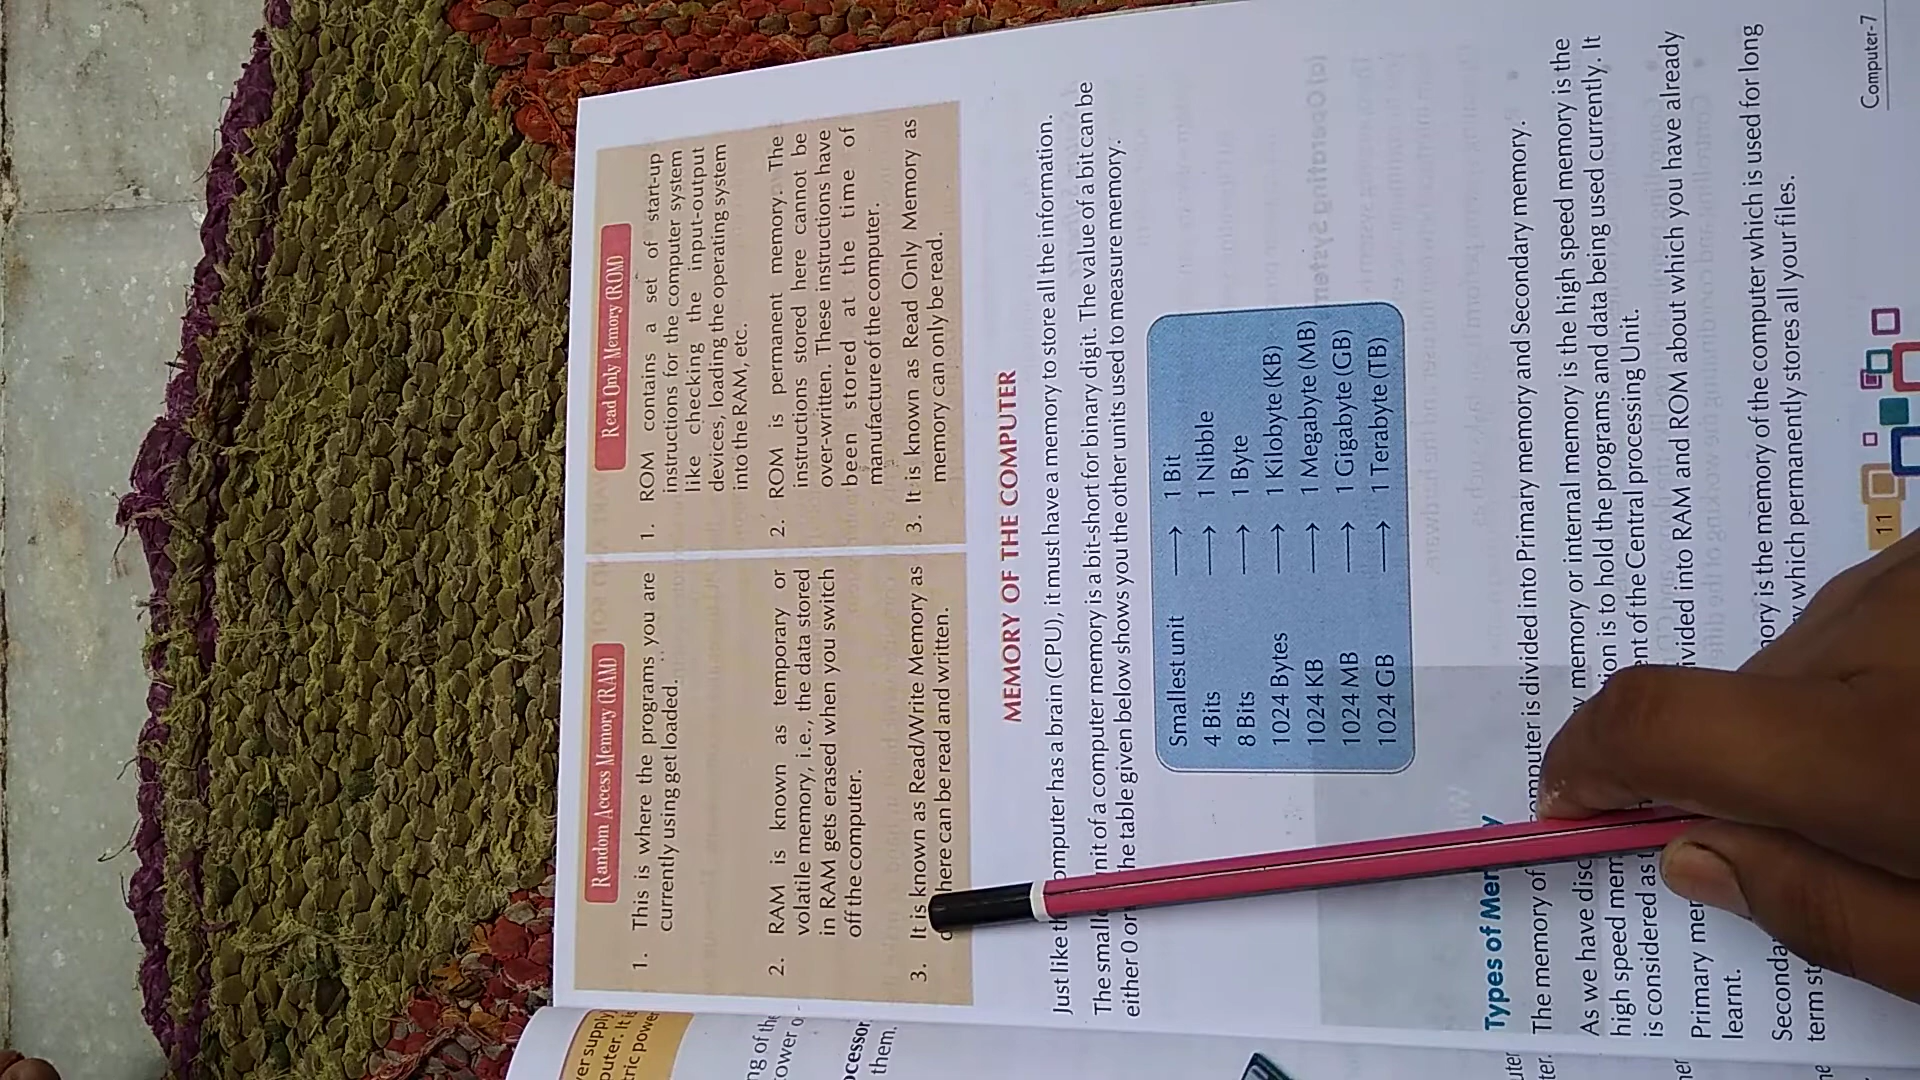 Random Access Memory (RAM)
1. This is where the programs you are
currently using get loaded.
2. RAM is known as temporary or
volatile memory, i.e., the data stored
in RAM gets erased when you switch
off the computer.
3. It is known as Read/Write Memory as
here can be read and written.
Read Only Memory (ROM)
1. ROM contains a set of start-up
instructions for the computer system
like checking the input-output
devices, loading the operating system
into the RAM, etc.
2. ROM is permanent memory. The
instructions stored here cannot be
over-written. These instructions have
been stored at the time of
manufacture of the computer.
3. It is known as Read Only Memory as
memory can only be read.
MEMORY OF THE COMPUTER
Just like computer has a brain (CPU), it must have a memory to store all the information.
The unit of a computer memory is a bit-short for binary digit. The value of a bit can be
either 0 or The table given below shows you the other units used to measure memory.
Smallest unit → 1 Bit
4 Bits → 1 Nibble
8 Bits → 1 Byte
1024 Bytes → 1 Kilobyte (KB)
1024 KB → 1 Megabyte (MB)
1024 MB → 1 Gigabyte (GB)
1024 GB → 1 Terabyte (TB)
Types of Memory
The memory of computer is divided into Primary memory and Secondary memory.
As we have memory or internal memory is the high speed memory is the
high speed is to hold the programs and data being used currently. It
is considered as of the Central processing Unit.
Primary divided into RAM and ROM about which you have already
learnt.
is the memory of the computer which is used for long
term which permanently stores all your files.
11
Computer-7
supply
It is
power
of the
ocessor
them.